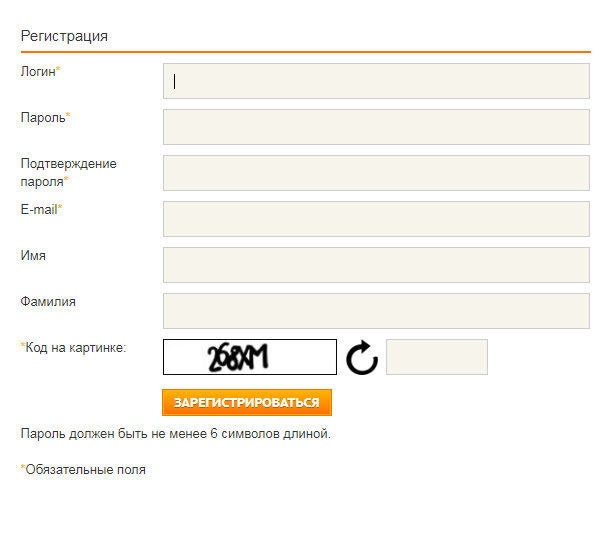 Регистрация
Логин*
Пароль*
Подтверждение
пароля*
E-mail*
Имя
Фамилия
*Код на картинке:
268XM
ЗАРЕГИСТРИРОВАТЬСЯ
Пароль должен быть не менее 6 символов длиной.
*Обязательные поля